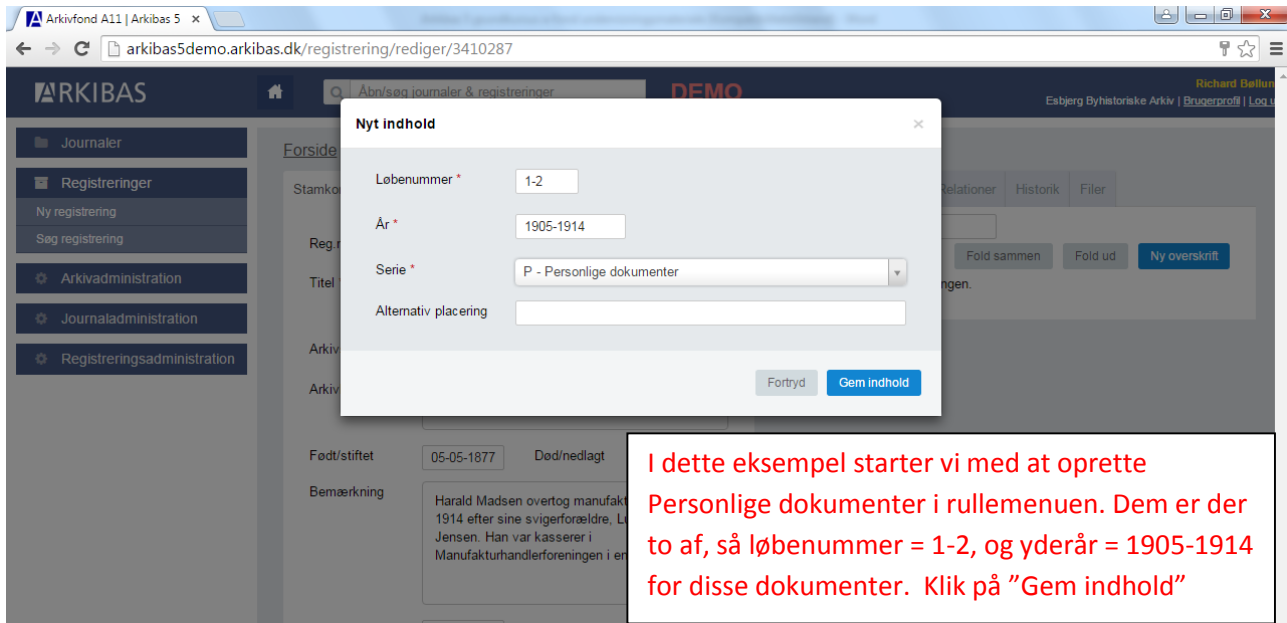 Arkivfond A11 | Arkibas 5 ×
arkibas5demo.arkibas.dk/registrering/rediger/3410287
ARKIBAS
Åbn/søg journaler & registreringer
DEMO
Richard Bøllun
Esbjerg Byhistoriske Arkiv | Brugerprofil | Log u
Journaler
Registreringer
Ny registrering
Søg registrering
Arkivadministration
Journaladministration
Registreringsadministration
Forside
Stamko
Relationer Historik Filer
Reg.n
Fold sammen Fold ud Ny overskrift
Titel
ngen.
Arkiv
Arkiv
Nyt indhold ×
Løbenummer * 1-2
År * 1905-1914
Serie * P - Personlige dokumenter
Alternativ placering
Fortryd Gem indhold
Født/stiftet 05-05-1877 Død/nedlagt
Bemærkning
Harald Madsen overtog manufakt
1914 efter sine svigerforældre, Lu
Jensen. Han var kasserer i
Manufakturhandlerforeningen i en
I dette eksempel starter vi med at oprette
Personlige dokumenter i rullemenuen. Dem er der
to af, så løbenummer = 1-2, og yderår = 1905-1914
for disse dokumenter. Klik på ”Gem indhold”